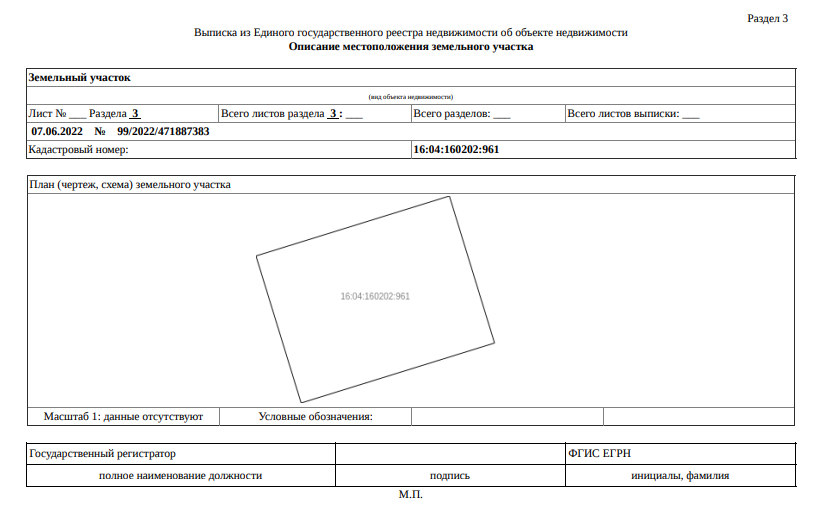 Раздел 3
Выписка из Единого государственного реестра недвижимости об объекте недвижимости
Описание местоположения земельного участка
Земельный участок
(вид объекта недвижимости)
Лист № ___ Раздела 3 Всего листов раздела 3 : ___ Всего разделов: ___ Всего листов выписки: ___
07.06.2022 № 99/2022/471887383
Кадастровый номер: 16:04:160202:961
План (чертеж, схема) земельного участка
16:04:160202:961
Масштаб 1: данные отсутствуют Условные обозначения:
Государственный регистратор ФГИС ЕГРН
полное наименование должности подпись инициалы, фамилия
М.П.